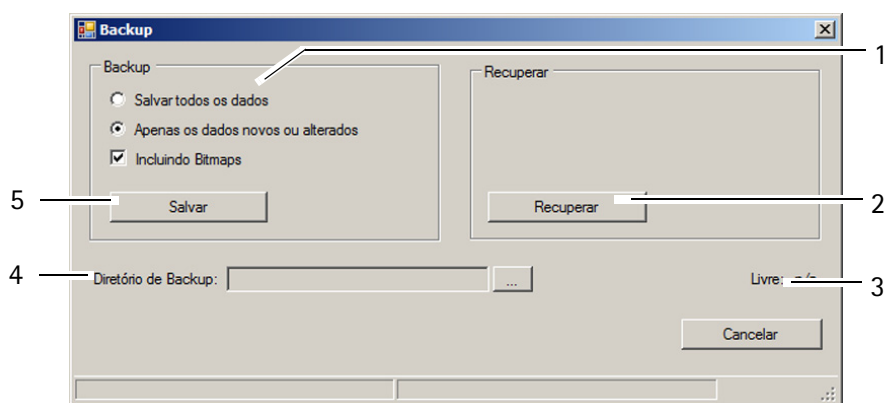 Backup
1
Backup
Recuperar
Salvar todos os dados
Apenas os dados novos ou alterados
Incluindo Bitmaps
5
Salvar
Recuperar
2
4
Diretório de Backup:
...
Livre:
3
Cancelar